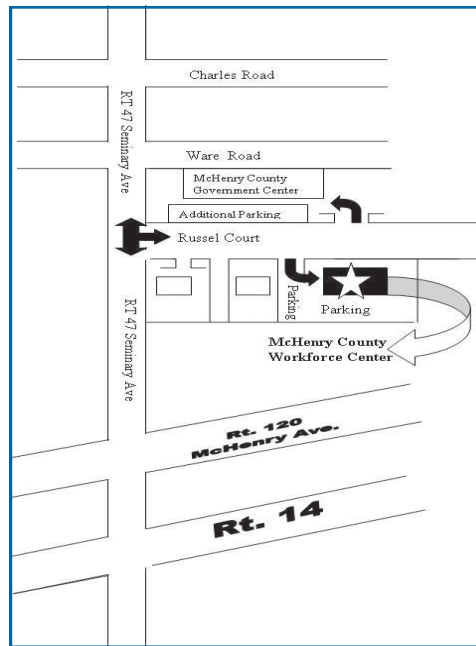 Charles Road
RT 47 Seminary Ave
Ware Road
McHenry County
Government Center
Additional Parking
Russel Court
RT 47 Seminary Ave
Parking
Parking
McHenry County
Workforce Center
Rt. 120
McHenry Ave.
Rt. 14